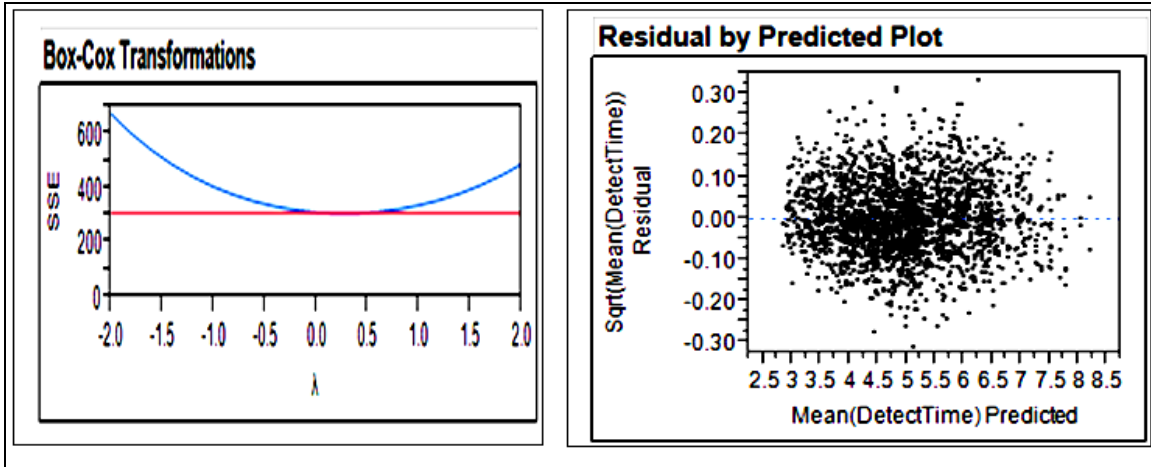 Box-Cox Transformations
600
400
200
0
SSE
-2.0 -1.5 -1.0 -0.5 0.0 0.5 1.0 1.5 2.0
λ
Residual by Predicted Plot
0.30
0.20
0.10
0.00
-0.10
-0.20
-0.30
Sqrt(Mean(DetectTime))
Residual
2.5 3 3.5 4 4.5 5 5.5 6 6.5 7 7.5 8 8.5
Mean(DetectTime) Predicted